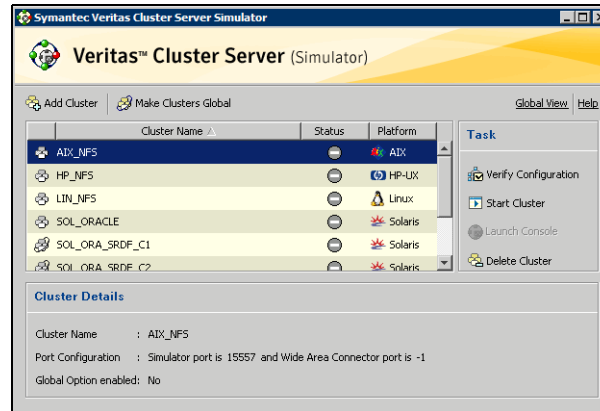 Symantec Veritas Cluster Server Simulator
Veritas™ Cluster Server (Simulator)
Add Cluster Make Clusters Global Global View Help
Cluster Name Status Platform
AIX_NFS AIX
HP_NFS HP-UX
LIN_NFS Linux
SOL_ORACLE Solaris
SOL_ORA_SRDF_C1 Solaris
SOL_ORA_SRDF_C2 Solaris
Task
Verify Configuration
Start Cluster
Launch Console
Delete Cluster
Cluster Details
Cluster Name : AIX_NFS
Port Configuration : Simulator port is 15557 and Wide Area Connector port is -1
Global Option enabled: No